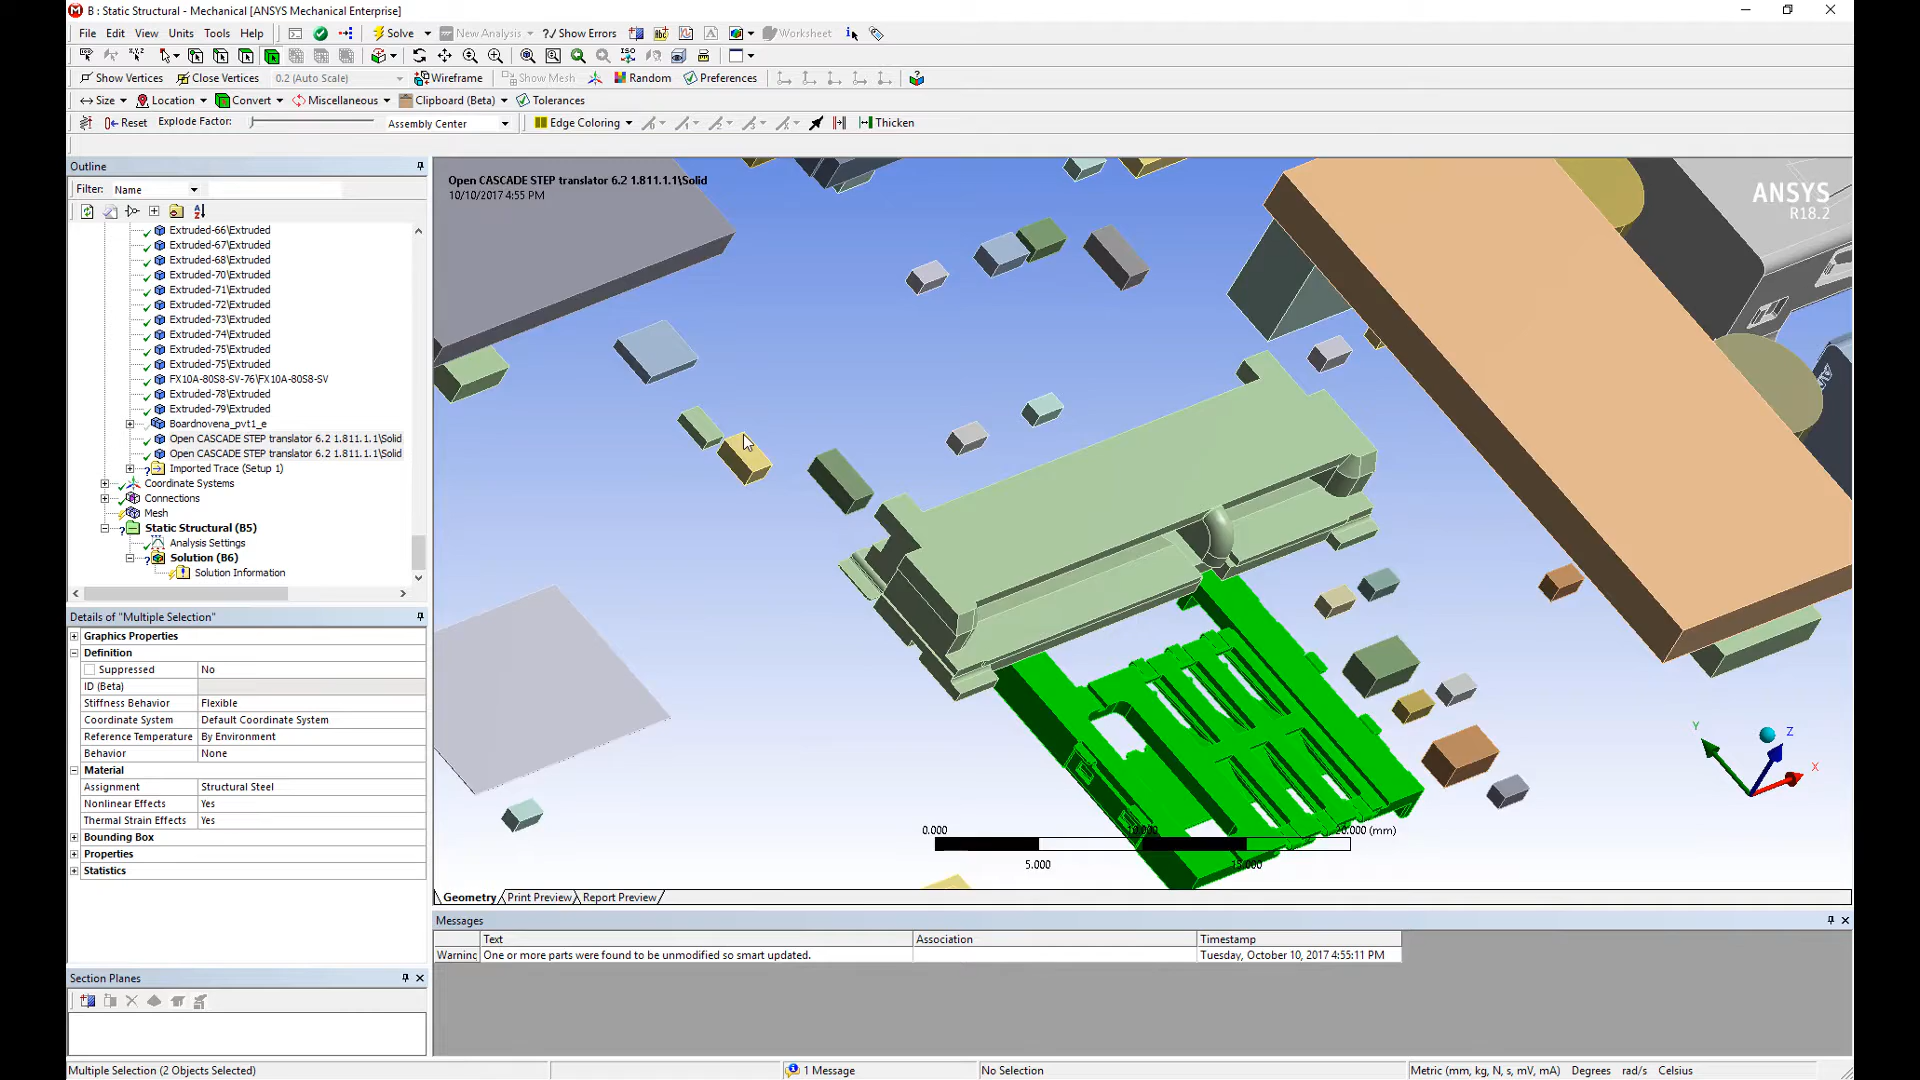 B : Static Structural - Mechanical [ANSYS Mechanical Enterprise]
File Edit View Units Tools Help Solve New Analysis ?/ Show Errors Worksheet
Show Vertices Close Vertices 0.2 (Auto Scale) Wireframe Show Mesh Random Preferences
Size Location Convert Miscellaneous Clipboard (Beta) Tolerances
Reset Explode Factor: Assembly Center Edge Coloring Thicken
Outline
Filter: Name
Extruded-66\Extruded
Extruded-67\Extruded
Extruded-68\Extruded
Extruded-70\Extruded
Extruded-71\Extruded
Extruded-72\Extruded
Extruded-73\Extruded
Extruded-74\Extruded
Extruded-75\Extruded
Extruded-75\Extruded
FX10A-80S8-SV-76\FX10A-80S8-SV
Extruded-78\Extruded
Extruded-79\Extruded
Boardnovena_pvt1_e
Open CASCADE STEP translator 6.2 1.811.1.1\Solid
Open CASCADE STEP translator 6.2 1.811.1.1\Solid
Imported Trace (Setup 1)
Coordinate Systems
Connections
Mesh
Static Structural (B5)
Analysis Settings
Solution (B6)
Solution Information
Details of "Multiple Selection"
Graphics Properties
Definition
Suppressed No
ID (Beta)
Stiffness Behavior Flexible
Coordinate System Default Coordinate System
Reference Temperature By Environment
Behavior None
Material
Assignment Structural Steel
Nonlinear Effects Yes
Thermal Strain Effects Yes
Bounding Box
Properties
Statistics
Section Planes
Open CASCADE STEP translator 6.2 1.811.1.1\Solid
10/10/2017 4:55 PM
ANSYS
R18.2
Y Z X
0.000 10.000 20.000 (mm)
5.000 15.000
Geometry Print Preview Report Preview
Messages
Text Association Timestamp
Warning One or more parts were found to be unmodified so smart updated. Tuesday, October 10, 2017 4:55:11 PM
Multiple Selection (2 Objects Selected) 1 Message No Selection Metric (mm, kg, N, s, mV, mA) Degrees rad/s Celsius